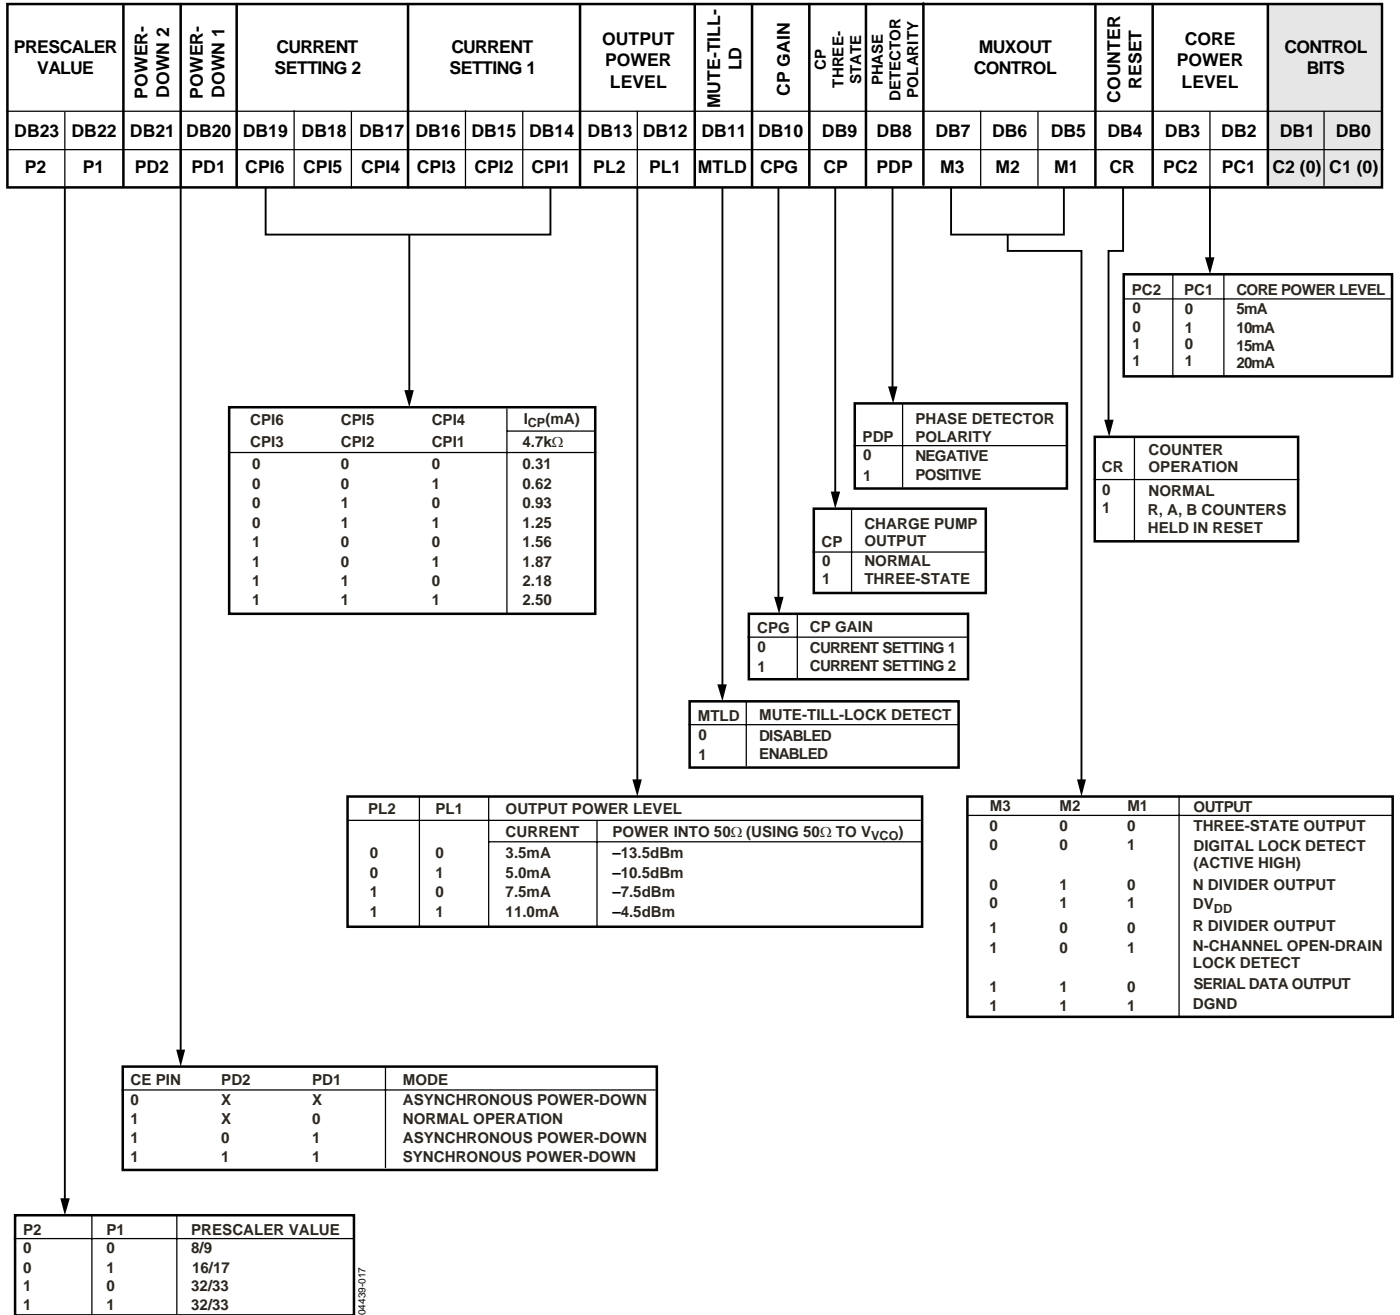 PRESCALER VALUE
POWER-DOWN 2
POWER-DOWN 1
CURRENT SETTING 2
CURRENT SETTING 1
OUTPUT POWER LEVEL
MUTE-TILL-LD
CP GAIN
CP THREE-STATE
PHASE DETECTOR POLARITY
MUXOUT CONTROL
COUNTER RESET
CORE POWER LEVEL
CONTROL BITS
DB23 DB22 DB21 DB20 DB19 DB18 DB17 DB16 DB15 DB14 DB13 DB12 DB11 DB10 DB9 DB8 DB7 DB6 DB5 DB4 DB3 DB2 DB1 DB0
P2 P1 PD2 PD1 CPI6 CPI5 CPI4 CPI3 CPI2 CPI1 PL2 PL1 MTLD CPG CP PDP M3 M2 M1 CR PC2 PC1 C2 (0) C1 (0)
PC2 PC1 CORE POWER LEVEL
0 0 5mA
0 1 10mA
1 0 15mA
1 1 20mA
CPI6 CPI5 CPI4 ICP(mA)
CPI3 CPI2 CPI1 4.7kΩ
0 0 0 0.31
0 0 1 0.62
0 1 0 0.93
0 1 1 1.25
1 0 0 1.56
1 0 1 1.87
1 1 0 2.18
1 1 1 2.50
PDP PHASE DETECTOR POLARITY
0 NEGATIVE
1 POSITIVE
CR COUNTER OPERATION
0 NORMAL
1 R, A, B COUNTERS
HELD IN RESET
CP CHARGE PUMP OUTPUT
0 NORMAL
1 THREE-STATE
CPG CP GAIN
0 CURRENT SETTING 1
1 CURRENT SETTING 2
MTLD MUTE-TILL-LOCK DETECT
0 DISABLED
1 ENABLED
PL2 PL1 OUTPUT POWER LEVEL
CURRENT POWER INTO 50Ω (USING 50Ω TO VVCO)
0 0 3.5mA –13.5dBm
0 1 5.0mA –10.5dBm
1 0 7.5mA –7.5dBm
1 1 11.0mA –4.5dBm
M3 M2 M1 OUTPUT
0 0 0 THREE-STATE OUTPUT
0 0 1 DIGITAL LOCK DETECT
(ACTIVE HIGH)
0 1 0 N DIVIDER OUTPUT
0 1 1 DVDD
1 0 0 R DIVIDER OUTPUT
1 0 1 N-CHANNEL OPEN-DRAIN
LOCK DETECT
1 1 0 SERIAL DATA OUTPUT
1 1 1 DGND
CE PIN PD2 PD1 MODE
0 X X ASYNCHRONOUS POWER-DOWN
1 X 0 NORMAL OPERATION
1 0 1 ASYNCHRONOUS POWER-DOWN
1 1 1 SYNCHRONOUS POWER-DOWN
P2 P1 PRESCALER VALUE
0 0 8/9
0 1 16/17
1 0 32/33
1 1 32/33
04439-017